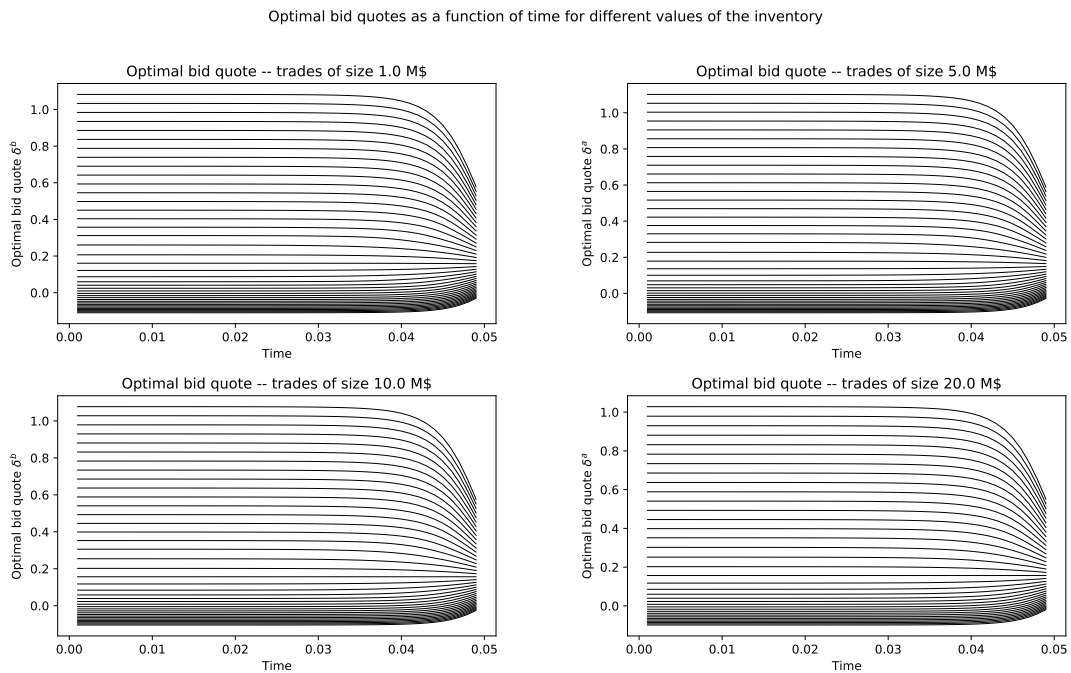 Optimal bid quotes as a function of time for different values of the inventory
Optimal bid quote -- trades of size 1.0 M$
Optimal bid quote δᵇ
1.0
0.8
0.6
0.4
0.2
0.0
0.00 0.01 0.02 0.03 0.04 0.05
Time
Optimal bid quote -- trades of size 5.0 M$
Optimal bid quote δᵃ
1.0
0.8
0.6
0.4
0.2
0.0
0.00 0.01 0.02 0.03 0.04 0.05
Time
Optimal bid quote -- trades of size 10.0 M$
Optimal bid quote δᵇ
1.0
0.8
0.6
0.4
0.2
0.0
0.00 0.01 0.02 0.03 0.04 0.05
Time
Optimal bid quote -- trades of size 20.0 M$
Optimal bid quote δᵃ
1.0
0.8
0.6
0.4
0.2
0.0
0.00 0.01 0.02 0.03 0.04 0.05
Time